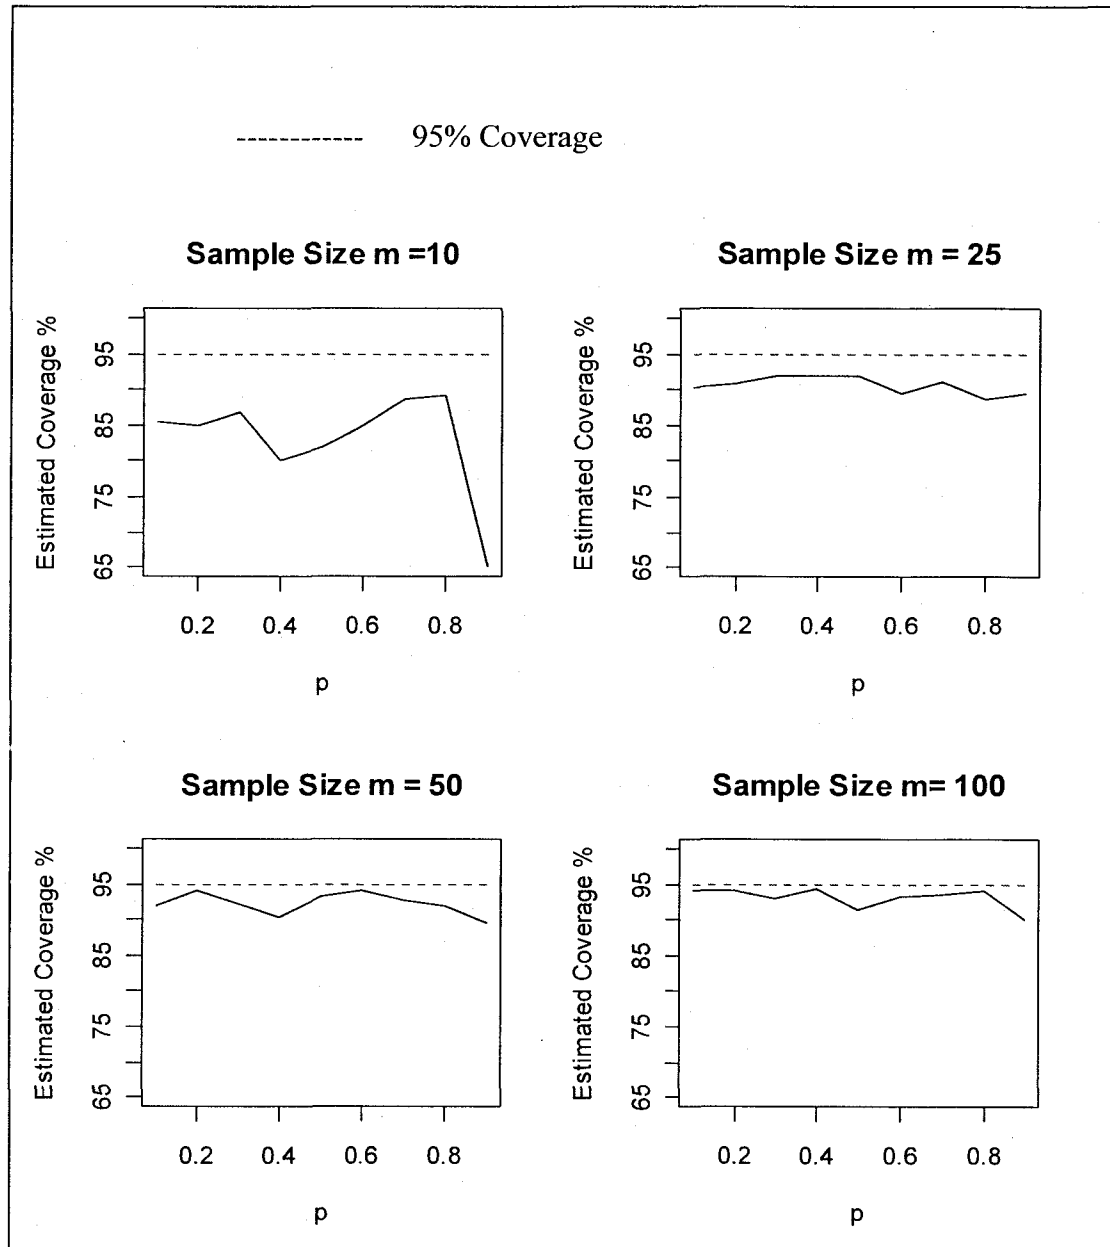 95% Coverage
Sample Size m =10
Estimated Coverage %
95
85
75
65
0.2 0.4 0.6 0.8
p
Sample Size m = 25
Estimated Coverage %
95
85
75
65
0.2 0.4 0.6 0.8
p
Sample Size m = 50
Estimated Coverage %
95
85
75
65
0.2 0.4 0.6 0.8
p
Sample Size m= 100
Estimated Coverage %
95
85
75
65
0.2 0.4 0.6 0.8
p